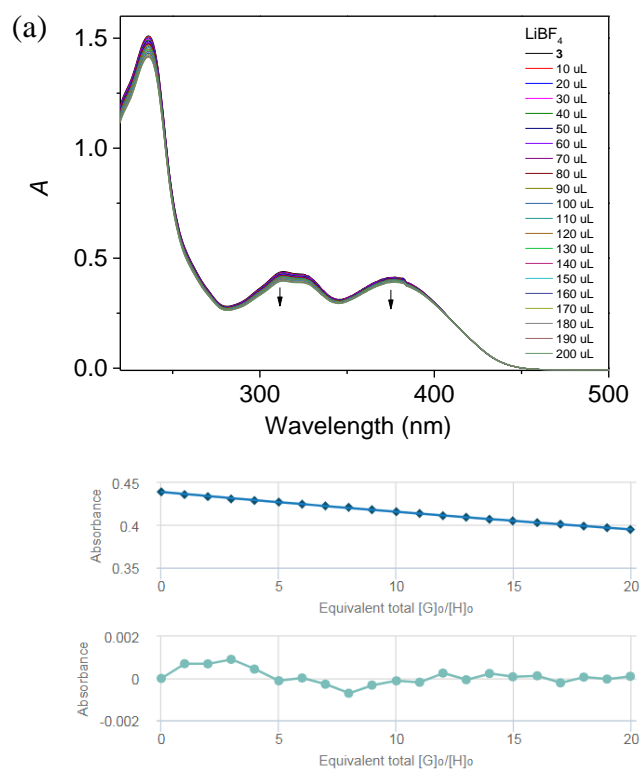 (a)
LiBF4
3
10 uL
20 uL
30 uL
40 uL
50 uL
60 uL
70 uL
80 uL
90 uL
100 uL
110 uL
120 uL
130 uL
140 uL
150 uL
160 uL
170 uL
180 uL
190 uL
200 uL
1.5
1.0
0.5
0.0
A
300 400 500
Wavelength (nm)
0.45
0.4
0.35
Absorbance
0 5 10 15 20
Equivalent total [G]₀/[H]₀
0.002
0
-0.002
Absorbance
0 5 10 15 20
Equivalent total [G]₀/[H]₀